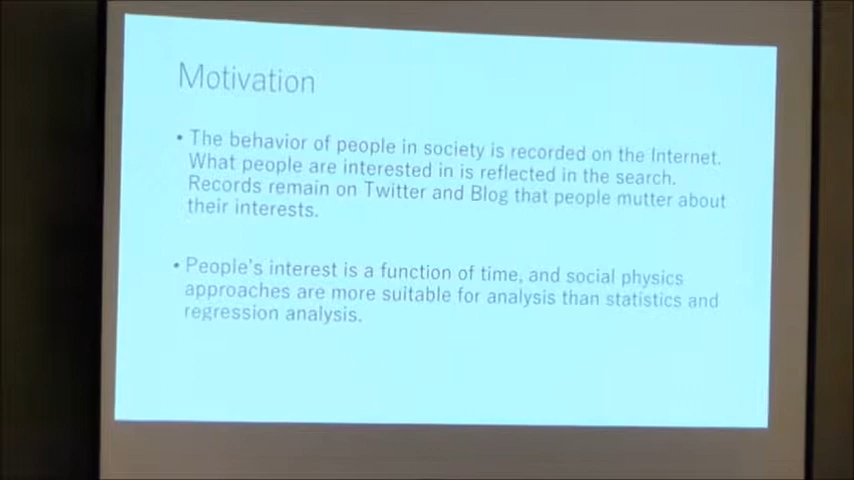 Motivation
• The behavior of people in society is recorded on the Internet.
What people are interested in is reflected in the search.
Records remain on Twitter and Blog that people mutter about
their interests.
• People's interest is a function of time, and social physics
approaches are more suitable for analysis than statistics and
regression analysis.